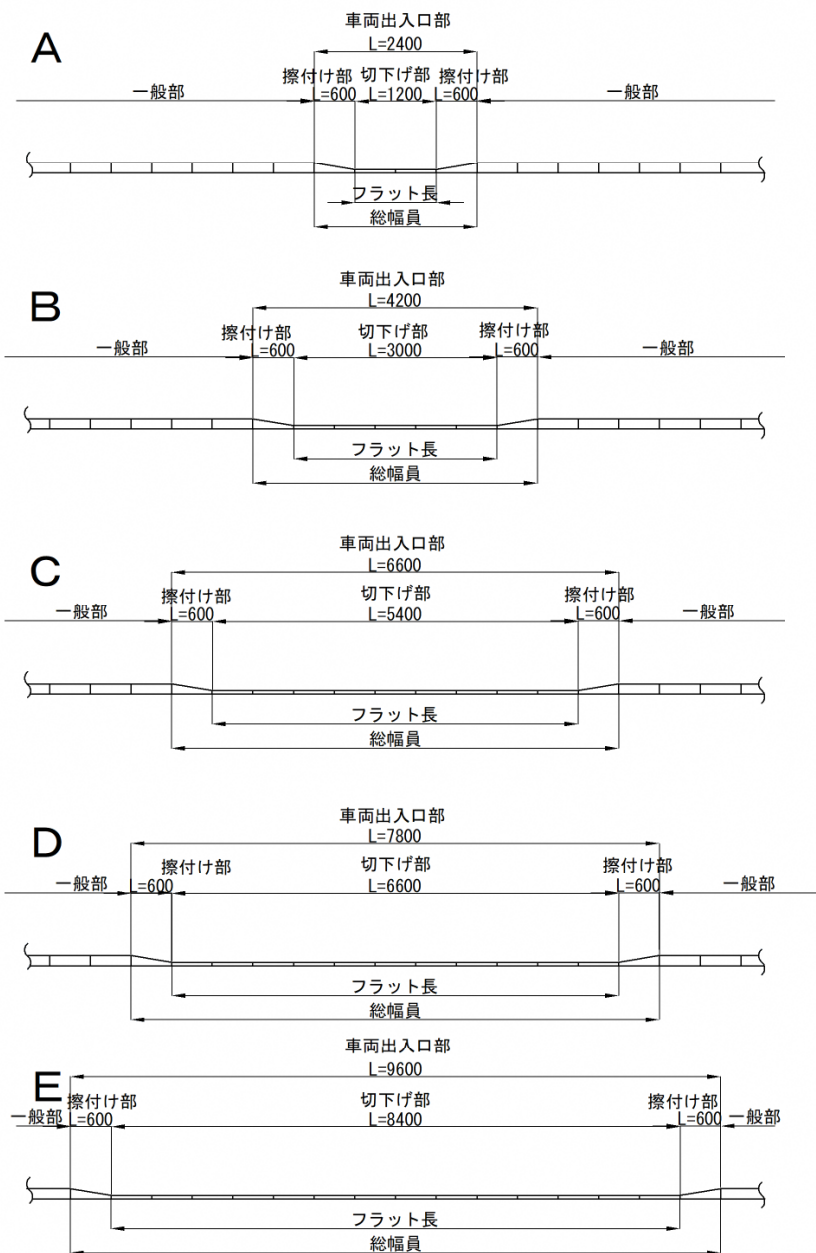 A
車両出入口部
L=2400
擦付け部 切下げ部 擦付け部
一般部 L=600 L=1200 L=600 一般部
フラット長
総幅員
B
車両出入口部
L=4200
擦付け部 切下げ部 擦付け部
一般部 L=600 L=3000 L=600 一般部
フラット長
総幅員
C
車両出入口部
L=6600
擦付け部 切下げ部 擦付け部
一般部 L=600 L=5400 L=600 一般部
フラット長
総幅員
D
車両出入口部
L=7800
擦付け部 切下げ部 擦付け部
一般部 L=600 L=6600 L=600 一般部
フラット長
総幅員
E
車両出入口部
L=9600
擦付け部 切下げ部 擦付け部
一般部 L=600 L=8400 L=600 一般部
フラット長
総幅員